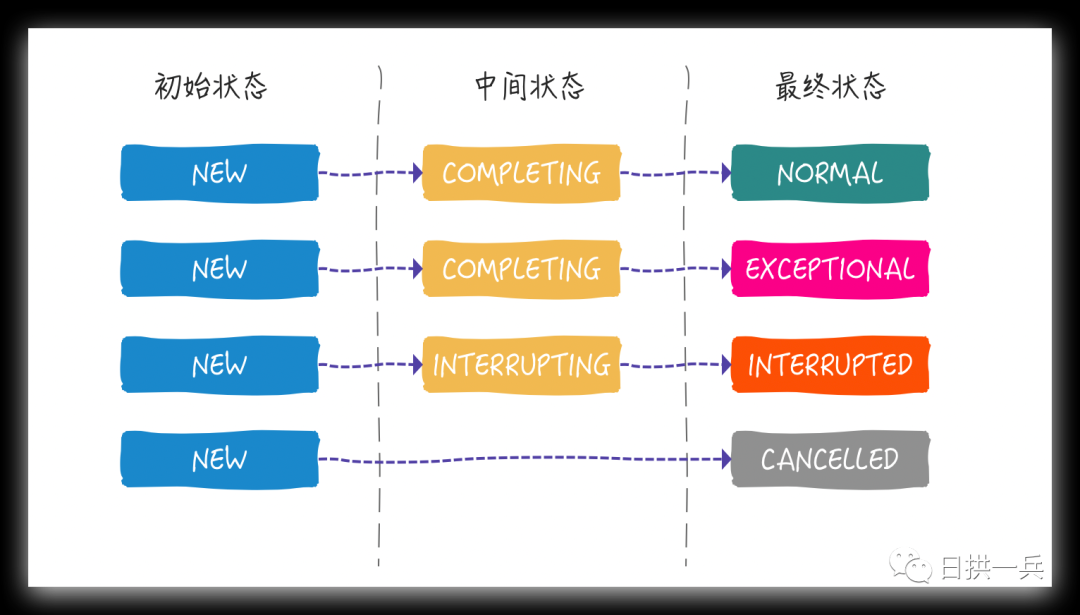 初始状态 中间状态 最终状态
NEW COMPLETING NORMAL
NEW COMPLETING EXCEPTIONAL
NEW INTERRUPTING INTERRUPTED
NEW CANCELLED
日拱一兵